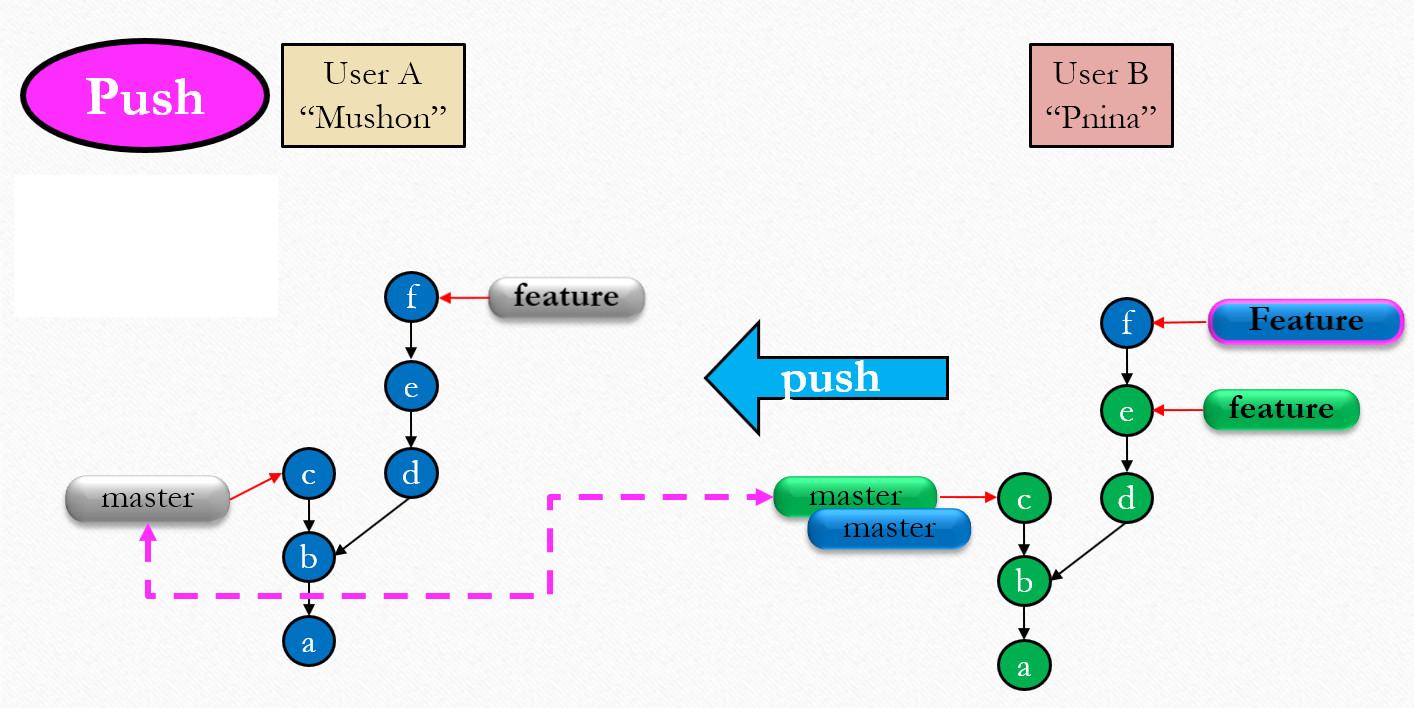 Push
User A
“Mushon”
User B
“Pnina”
f
feature
f
Feature
e
push
e
feature
c
d
master
master
c
d
master
b
b
a
a